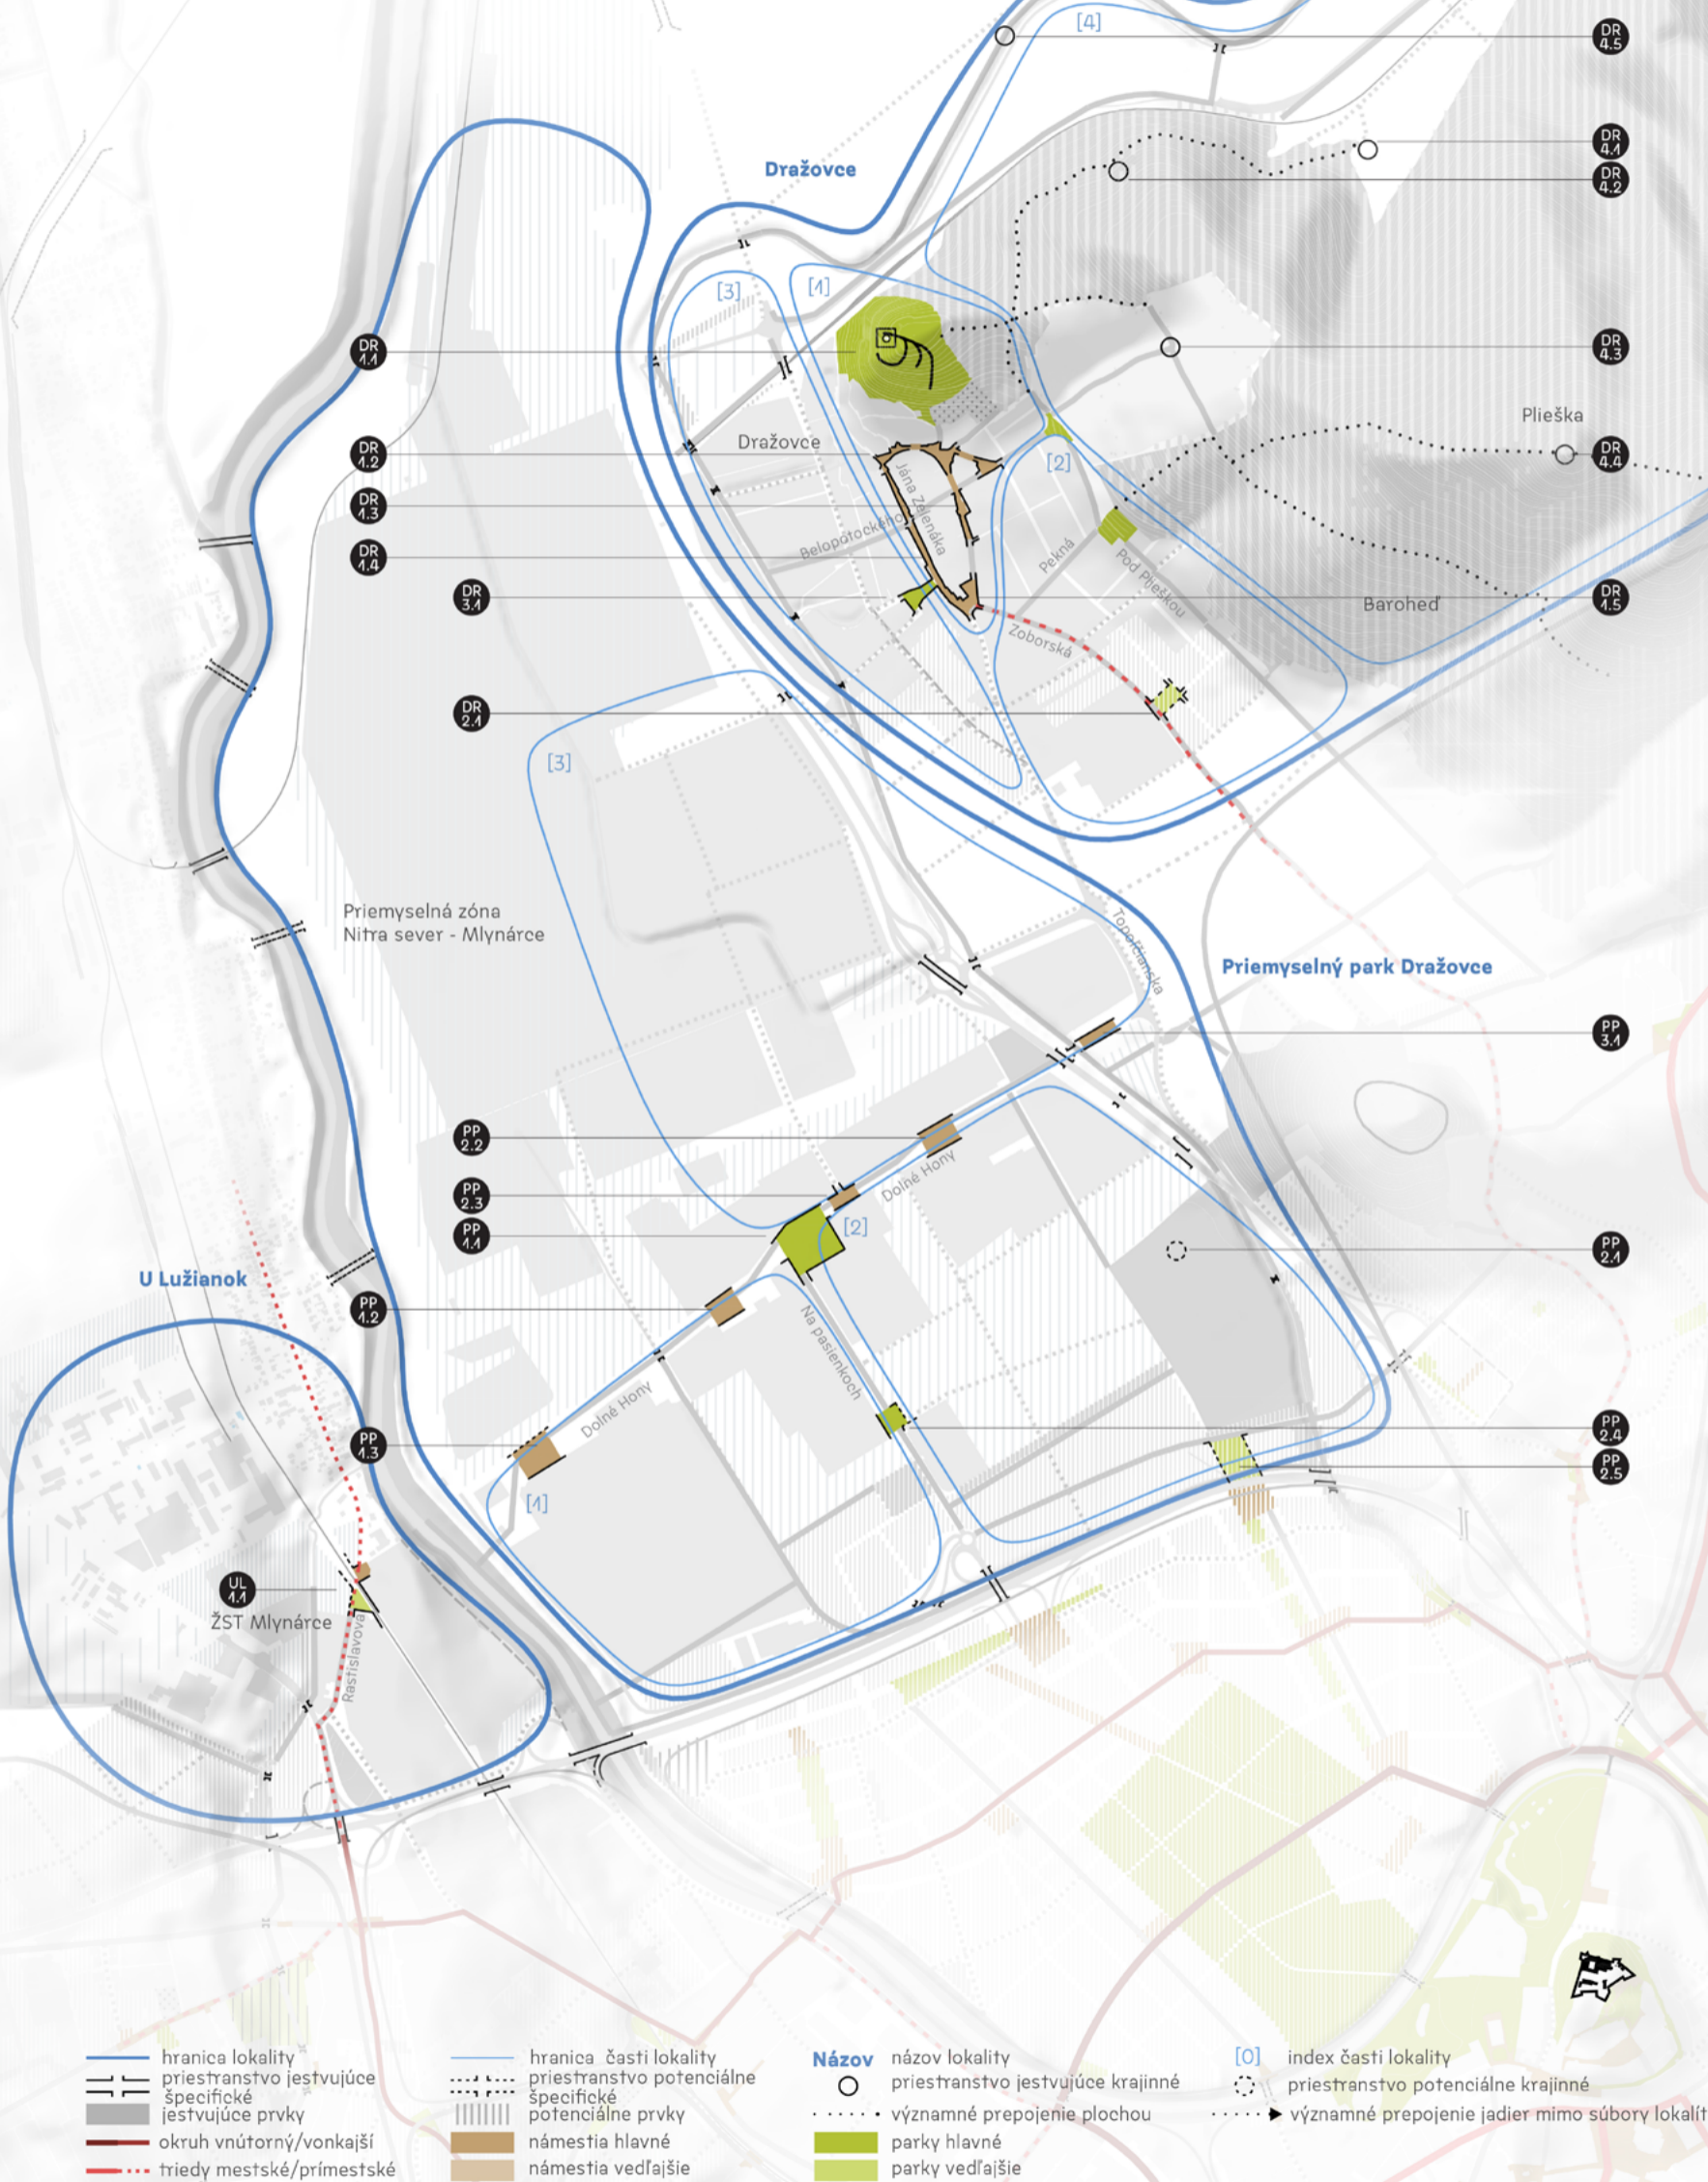 [4]
DR 4.5
DR 4.1
DR 4.2
Dražovce
[3]
[1]
DR 1.1
DR 4.3
Plieška
Dražovce
DR 1.2
[2]
DR 4.4
Jána Zelenáka
DR 1.3
Belopotockého
DR 1.4
Pekná
Pod Plieškou
DR 3.1
Baroheď
DR 1.5
Zoborská
DR 2.1
[3]
Priemyselná zóna
Nitra sever - Mlynárce
Topoľčianska
Priemyselný park Dražovce
PP 3.1
PP 2.2
Dolné Hony
PP 2.3
PP 1.1
[2]
PP 2.1
U Lužianok
PP 1.2
Na pasienkoch
Dolné Hony
PP 2.4
PP 1.3
PP 2.5
[1]
UL 1.1
ŽST Mlynárce
Rastislavova
hranica lokality
priestranstvo jestvujúce
špecifické
jestvujúce prvky
okruh vnútorný/vonkajší
triedy mestské/prímestské
hranica časti lokality
priestranstvo potenciálne
špecifické
potenciálne prvky
námestia hlavné
námestia vedľajšie
Názov názov lokality
priestranstvo jestvujúce krajinné
významné prepojenie plochou
parky hlavné
parky vedľajšie
[0] index časti lokality
priestranstvo potenciálne krajinné
významné prepojenie jadier mimo súbory lokalít